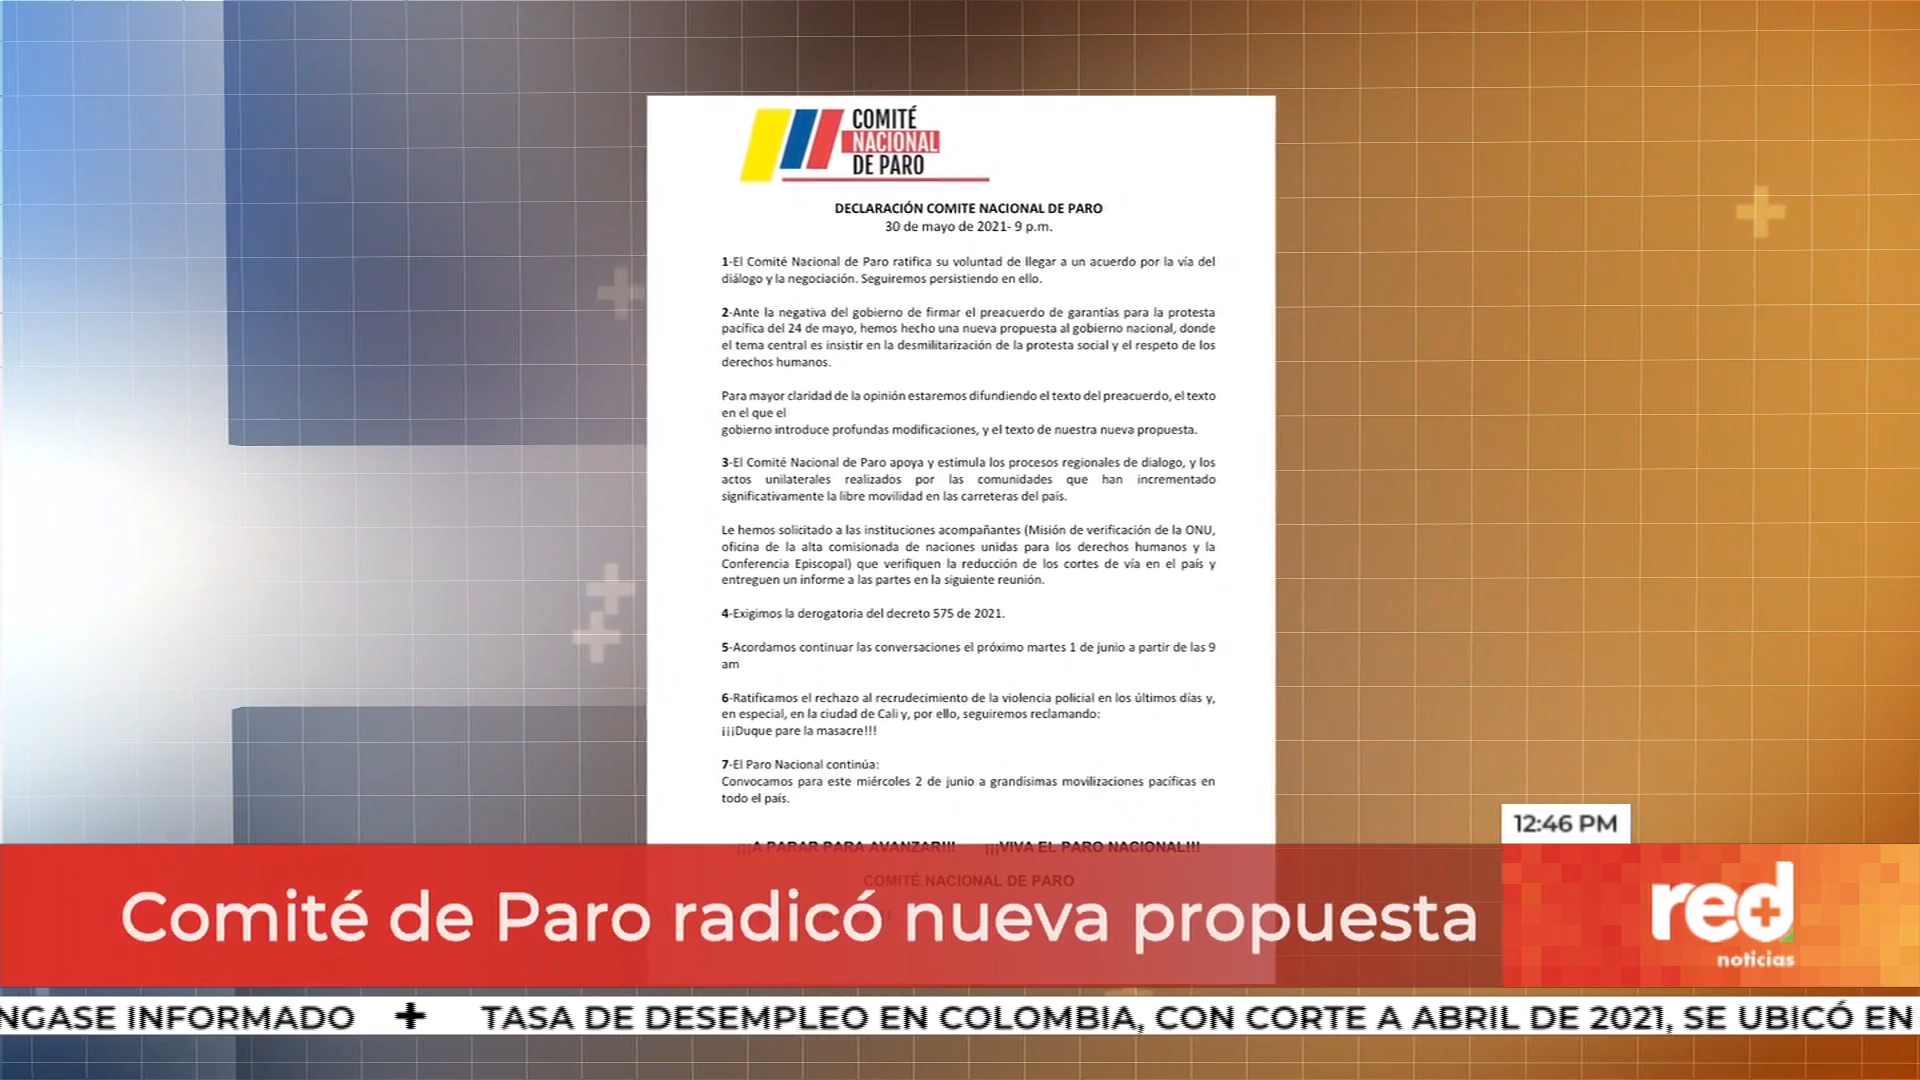 COMITÉ
NACIONAL
DE PARO
DECLARACIÓN COMITE NACIONAL DE PARO
30 de mayo de 2021- 9 p.m.
1-El Comité Nacional de Paro ratifica su voluntad de llegar a un acuerdo por la vía del
diálogo y la negociación. Seguiremos persistiendo en ello.
2-Ante la negativa del gobierno de firmar el preacuerdo de garantías para la protesta
pacífica del 24 de mayo, hemos hecho una nueva propuesta al gobierno nacional, donde
el tema central es insistir en la desmilitarización de la protesta social y el respeto de los
derechos humanos.
Para mayor claridad de la opinión estaremos difundiendo el texto del preacuerdo, el texto
en el que el
gobierno introduce profundas modificaciones, y el texto de nuestra nueva propuesta.
3-El Comité Nacional de Paro apoya y estimula los procesos regionales de dialogo, y los
actos unilaterales realizados por las comunidades que han incrementado
significativamente la libre movilidad en las carreteras del país.
Le hemos solicitado a las instituciones acompañantes (Misión de verificación de la ONU,
oficina de la alta comisionada de naciones unidas para los derechos humanos y la
Conferencia Episcopal) que verifiquen la reducción de los cortes de vía en el país y
entreguen un informe a las partes en la siguiente reunión.
4-Exigimos la derogatoria del decreto 575 de 2021.
5-Acordamos continuar las conversaciones el próximo martes 1 de junio a partir de las 9
am
6-Ratificamos el rechazo al recrudecimiento de la violencia policial en los últimos días y,
en especial, en la ciudad de Cali y, por ello, seguiremos reclamando:
¡¡¡Duque pare la masacre!!!
7-El Paro Nacional continúa:
Convocamos para este miércoles 2 de junio a grandísimas movilizaciones pacíficas en
todo el país.
¡¡¡A PARAR PARA AVANZAR!!! ¡¡¡VIVA EL PARO NACIONAL!!!
COMITÉ NACIONAL DE PARO
12:46 PM
Comité de Paro radicó nueva propuesta
red
noticias
NGASE INFORMADO + TASA DE DESEMPLEO EN COLOMBIA, CON CORTE A ABRIL DE 2021, SE UBICÓ EN